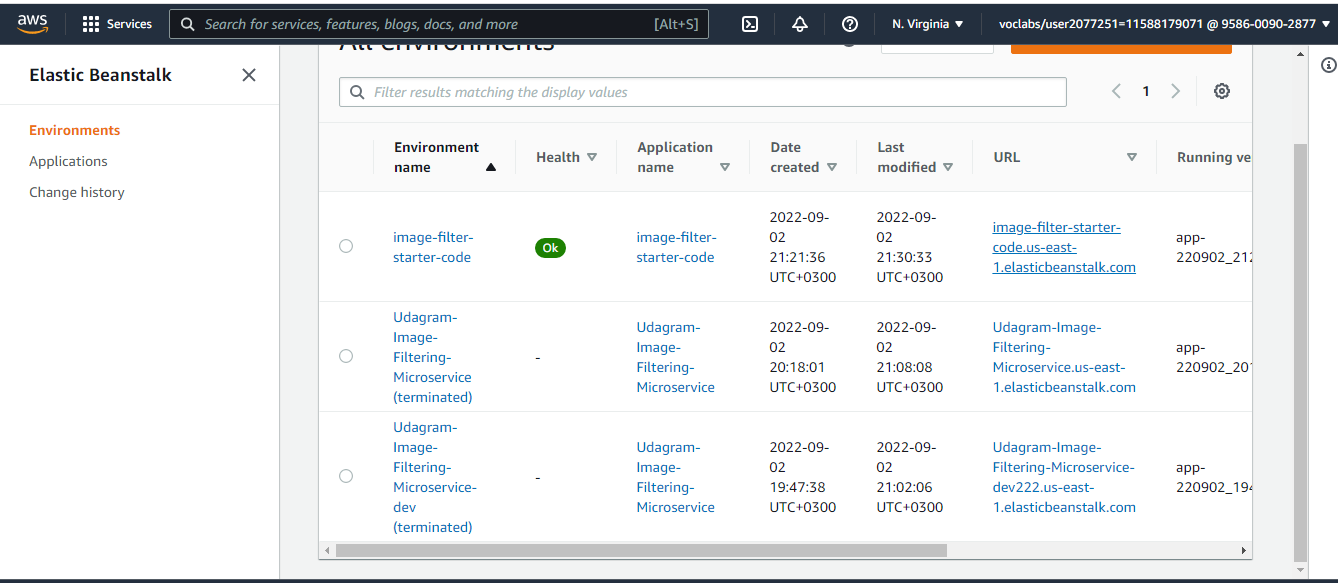 aws
Services
Search for services, features, blogs, docs, and more
[Alt+S]
N. Virginia
voclabs/user2077251=11588179071 @ 9586-0090-2877
Elastic Beanstalk
Environments
Applications
Change history
All environments
Filter results matching the display values
1
Environment
name
Health
Application
name
Date
created
Last
modified
URL
Running ve
image-filter-
starter-code
Ok
image-filter-
starter-code
2022-09-
02
21:21:36
UTC+0300
2022-09-
02
21:30:33
UTC+0300
image-filter-starter-
code.us-east-
1.elasticbeanstalk.com
app-
220902_212
Udagram-
Image-
Filtering-
Microservice
(terminated)
-
Udagram-
Image-
Filtering-
Microservice
2022-09-
02
20:18:01
UTC+0300
2022-09-
02
21:08:08
UTC+0300
Udagram-Image-
Filtering-
Microservice.us-east-
1.elasticbeanstalk.com
app-
220902_201
Udagram-
Image-
Filtering-
Microservice-
dev
(terminated)
-
Udagram-
Image-
Filtering-
Microservice
2022-09-
02
19:47:38
UTC+0300
2022-09-
02
21:02:06
UTC+0300
Udagram-Image-
Filtering-Microservice-
dev222.us-east-
1.elasticbeanstalk.com
app-
220902_194